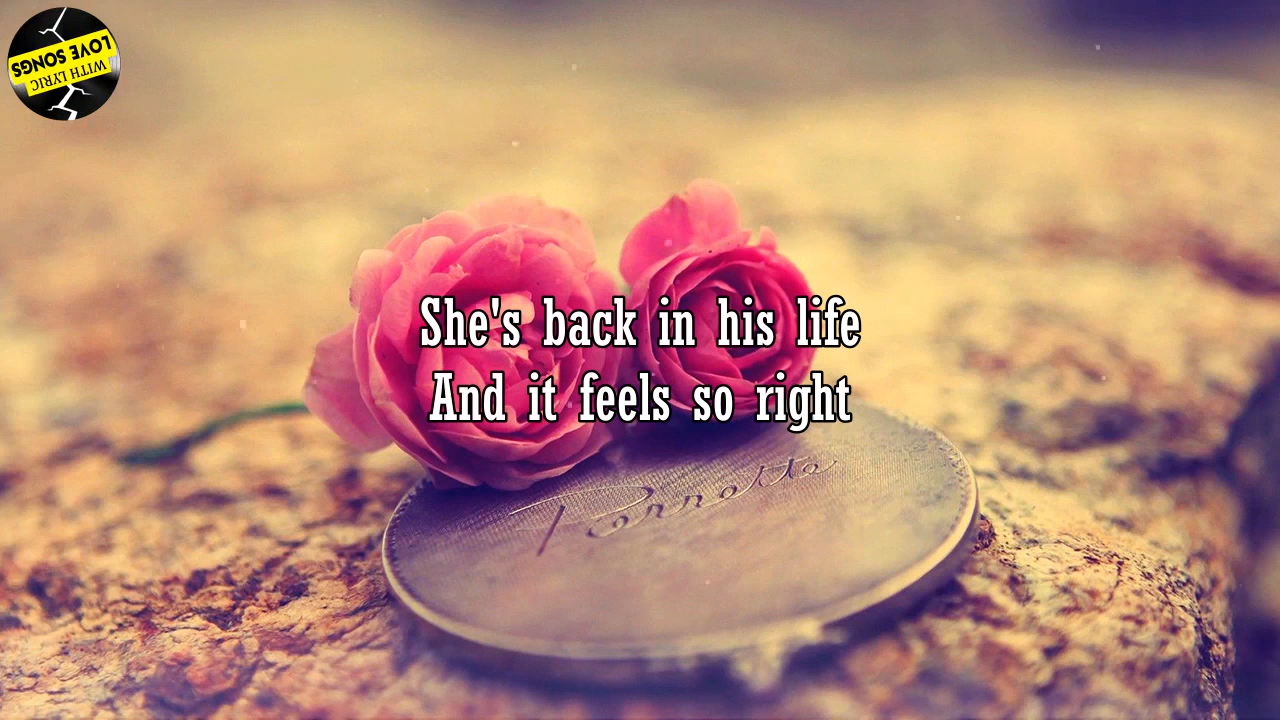 LOVE SONGS
WITH LYRIC
She's back in his life
And it feels so right